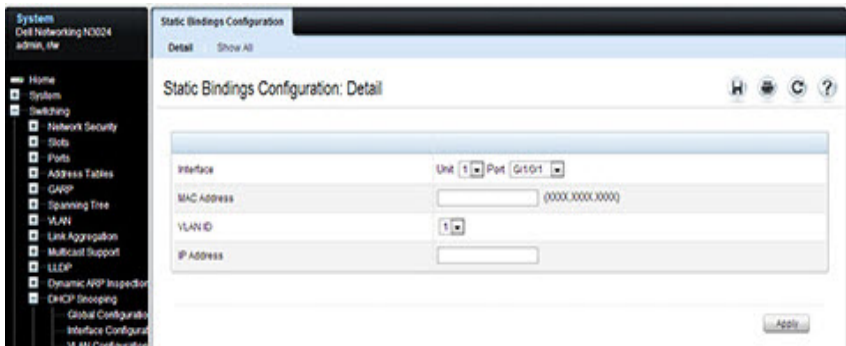 System
Dell Networking N3024
admin, r/w
Home
System
Switching
Network Security
Slots
Ports
Address Tables
GARP
Spanning Tree
VLAN
Link Aggregation
Multicast Support
LLDP
Dynamic ARP Inspection
DHCP Snooping
Global Configuratio
Interface Configurat
VLAN Configuration
Static Bindings Configuration
Detail Show All
Static Bindings Configuration: Detail
Interface Unit 1 Port Gi1/0/1
MAC Address (XXXX.XXXX.XXXX)
VLAN ID 1
IP Address
Apply